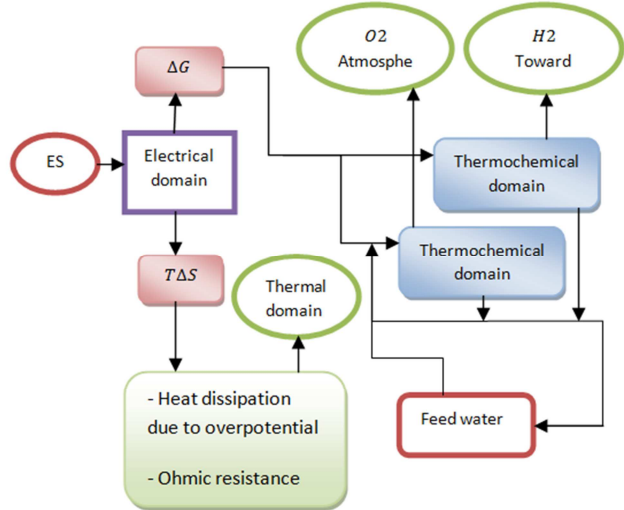 O2
Atmosphe
H2
Toward
ΔG
ES
Electrical
domain
Thermochemical
domain
Thermochemical
domain
TΔS
Thermal
domain
- Heat dissipation
due to overpotential
- Ohmic resistance
Feed water